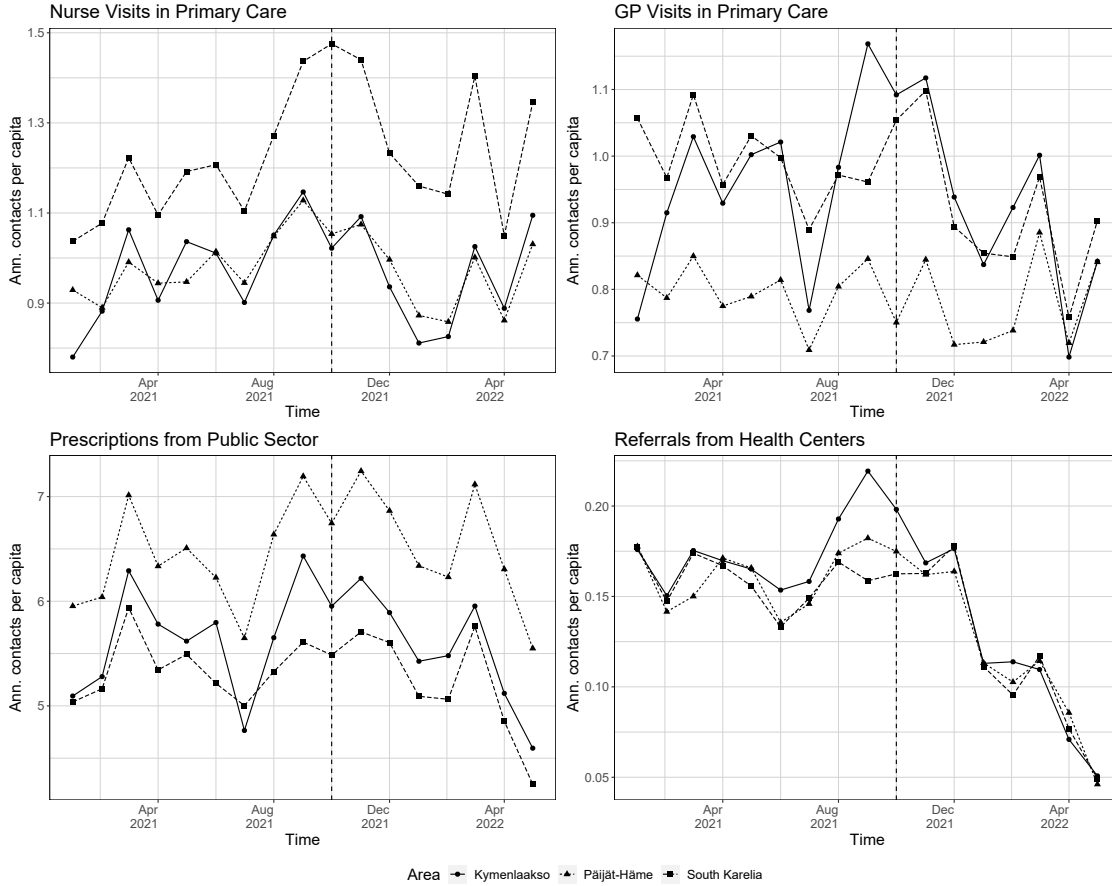 Nurse Visits in Primary Care
Ann. contacts per capita
1.5
1.3
1.1
0.9
Apr
2021
Aug
2021
Dec
2021
Apr
2022
Time
GP Visits in Primary Care
Ann. contacts per capita
1.1
1.0
0.9
0.8
0.7
Apr
2021
Aug
2021
Dec
2021
Apr
2022
Time
Prescriptions from Public Sector
Ann. contacts per capita
7
6
5
Apr
2021
Aug
2021
Dec
2021
Apr
2022
Time
Referrals from Health Centers
Ann. contacts per capita
0.20
0.15
0.10
0.05
Apr
2021
Aug
2021
Dec
2021
Apr
2022
Time
Area Kymenlaakso Päijät-Häme South Karelia